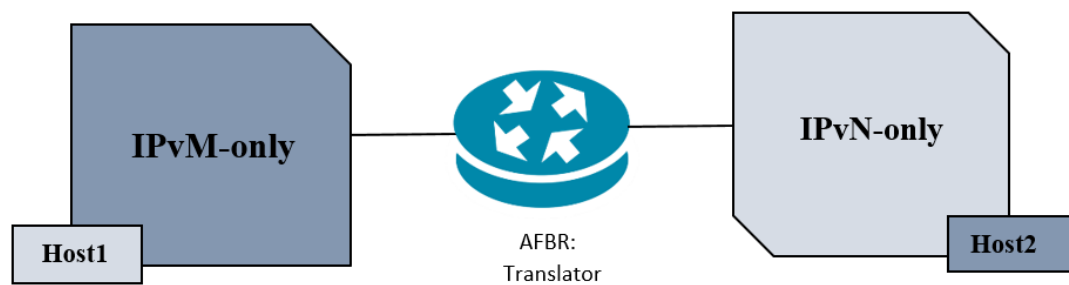 IPvM-only
IPvN-only
Host1
Host2
AFBR:
Translator